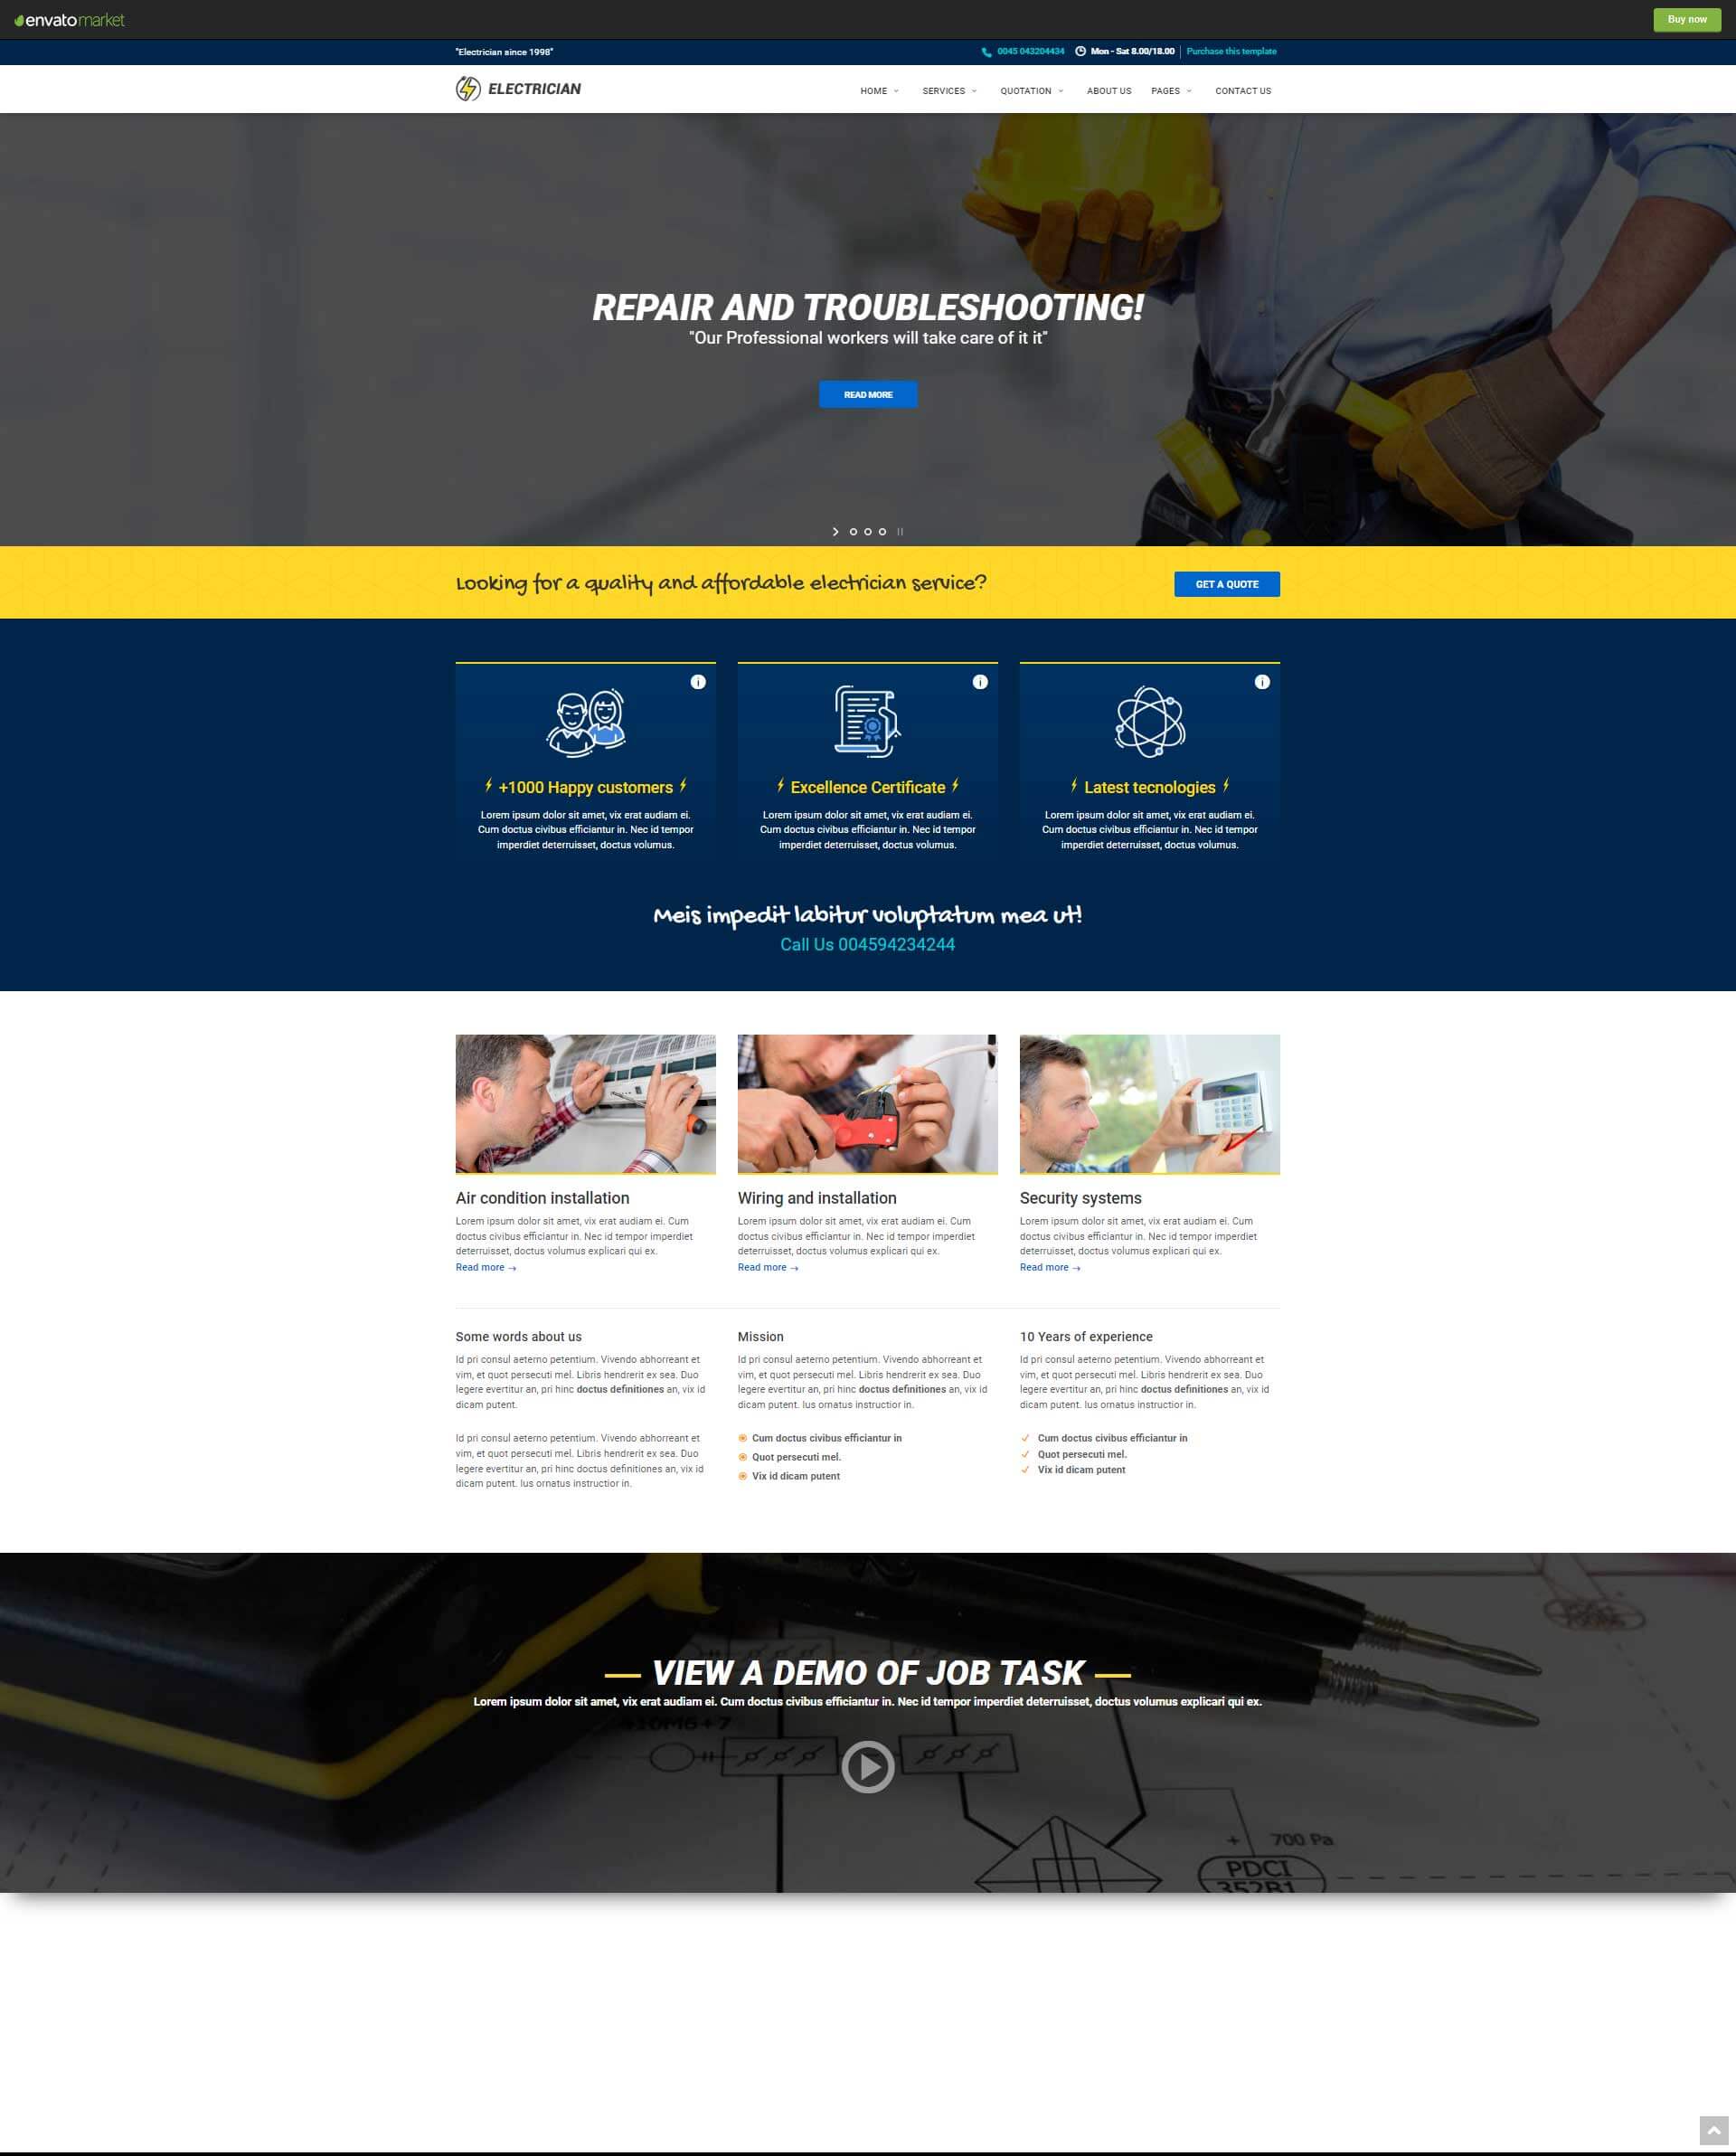 envatomarket
Buy now
"Electrician since 1998"
0045 043204434
Mon - Sat 8.00/18.00
Purchase this template
ELECTRICIAN
HOME
SERVICES
QUOTATION
ABOUT US
PAGES
CONTACT US
REPAIR AND TROUBLESHOOTING!
"Our Professional workers will take care of it it"
READ MORE
Looking for a quality and affordable electrician service?
GET A QUOTE
+1000 Happy customers
Lorem ipsum dolor sit amet, vix erat audiam ei.
Cum doctus civibus efficiantur in. Nec id tempor
imperdiet deterruisset, doctus volumus.
Excellence Certificate
Lorem ipsum dolor sit amet, vix erat audiam ei.
Cum doctus civibus efficiantur in. Nec id tempor
imperdiet deterruisset, doctus volumus.
Latest tecnologies
Lorem ipsum dolor sit amet, vix erat audiam ei.
Cum doctus civibus efficiantur in. Nec id tempor
imperdiet deterruisset, doctus volumus.
Meis impedit labitur voluptatum mea ut!
Call Us 004594234244
Air condition installation
Lorem ipsum dolor sit amet, vix erat audiam ei. Cum
doctus civibus efficiantur in. Nec id tempor imperdiet
deterruisset, doctus volumus explicari qui ex.
Read more →
Wiring and installation
Lorem ipsum dolor sit amet, vix erat audiam ei. Cum
doctus civibus efficiantur in. Nec id tempor imperdiet
deterruisset, doctus volumus explicari qui ex.
Read more →
Security systems
Lorem ipsum dolor sit amet, vix erat audiam ei. Cum
doctus civibus efficiantur in. Nec id tempor imperdiet
deterruisset, doctus volumus explicari qui ex.
Read more →
Some words about us
Id pri consul aeterno petentium. Vivendo abhorreant et
vim, et quot persecuti mel. Libris hendrerit ex sea. Duo
legere evertitur an, pri hinc doctus definitiones an, vix id
dicam putent.
Id pri consul aeterno petentium. Vivendo abhorreant et
vim, et quot persecuti mel. Libris hendrerit ex sea. Duo
legere evertitur an, pri hinc doctus definitiones an, vix id
dicam putent. Ius ornatus instructior in.
Mission
Id pri consul aeterno petentium. Vivendo abhorreant et
vim, et quot persecuti mel. Libris hendrerit ex sea. Duo
legere evertitur an, pri hinc doctus definitiones an, vix id
dicam putent. Ius ornatus instructior in.
Cum doctus civibus efficiantur in
Quot persecuti mel.
Vix id dicam putent
10 Years of experience
Id pri consul aeterno petentium. Vivendo abhorreant et
vim, et quot persecuti mel. Libris hendrerit ex sea. Duo
legere evertitur an, pri hinc doctus definitiones an, vix id
dicam putent. Ius ornatus instructior in.
Cum doctus civibus efficiantur in
Quot persecuti mel.
Vix id dicam putent
VIEW A DEMO OF JOB TASK
Lorem ipsum dolor sit amet, vix erat audiam ei. Cum doctus civibus efficiantur in. Nec id tempor imperdiet deterruisset, doctus volumus explicari qui ex.
+ 700 Pa
PDCI
352B1